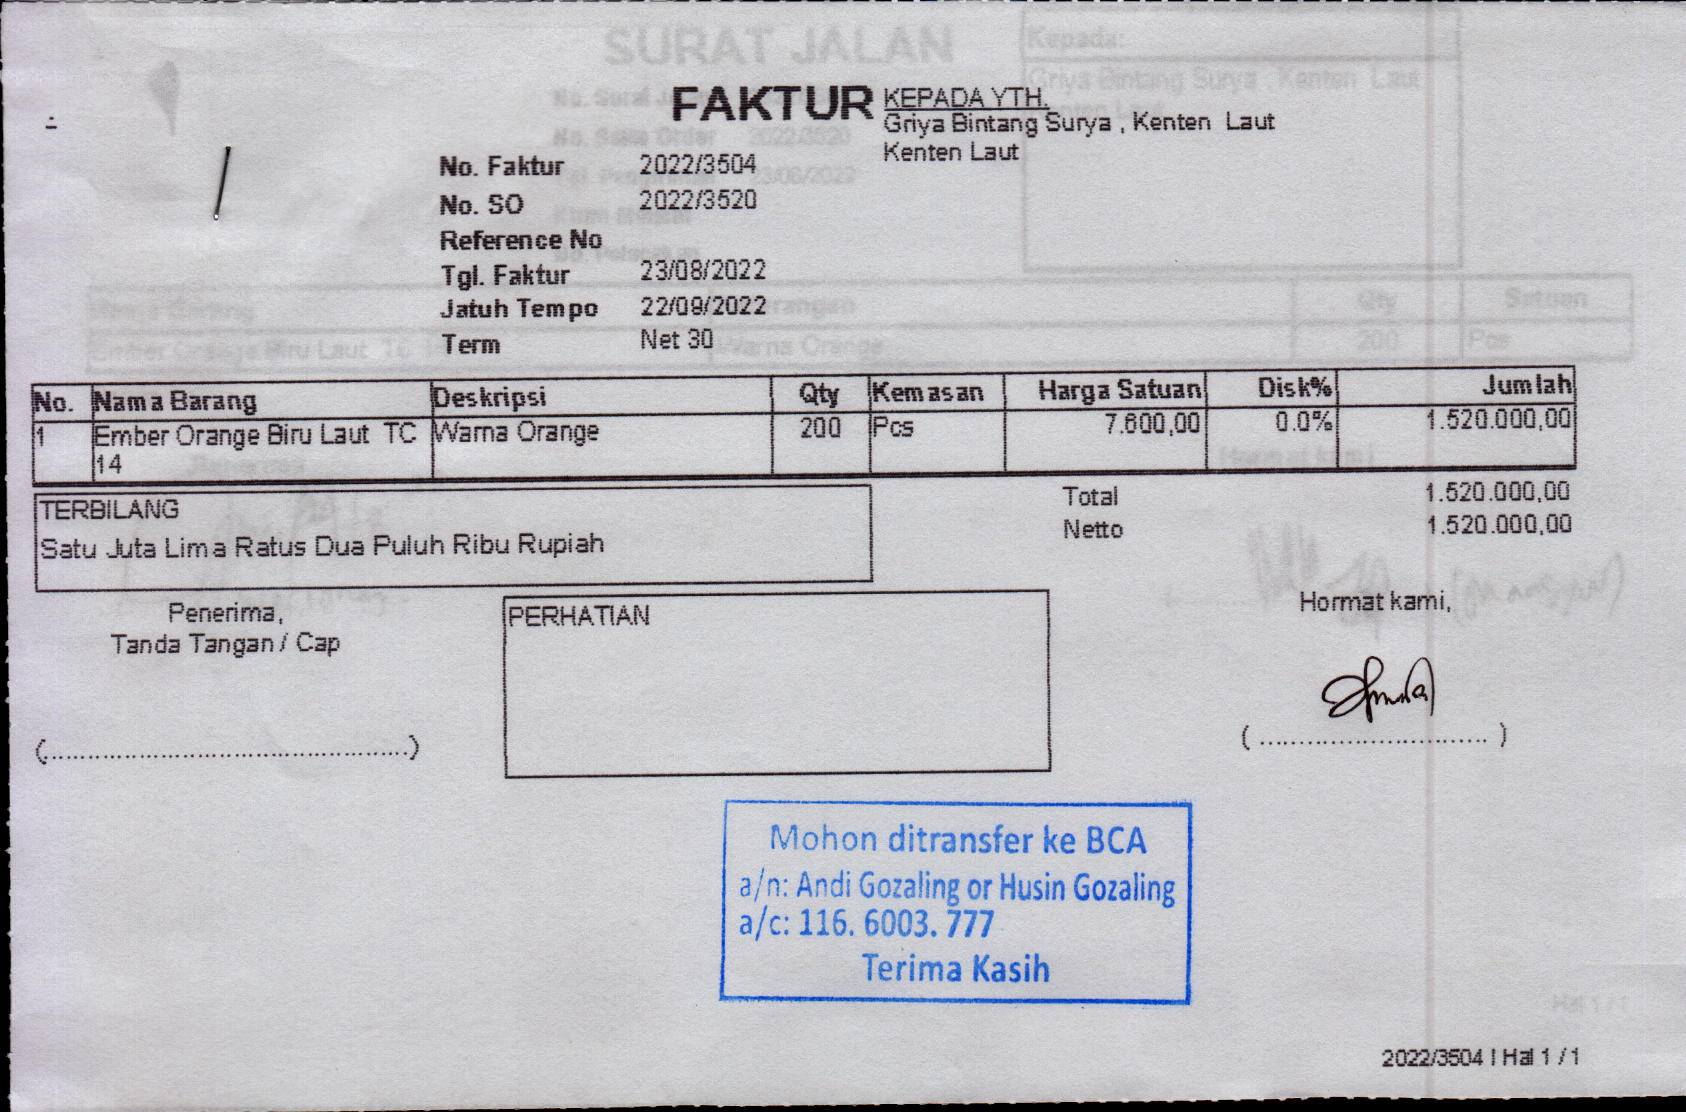 SURAT JALAN
Kepada:
FAKTUR
KEPADA YTH.
Griya Bintang Surya , Kenten Laut
Kenten Laut
No. Faktur 2022/3504
No. SO 2022/3520
Reference No
Tgl. Faktur 23/08/2022
Jatuh Tempo 22/09/2022
Term Net 30
No. Nama Barang Deskripsi Qty Kemasan Harga Satuan Disk% Jumlah
1 Ember Orange Biru Laut TC Warna Orange 200 Pcs 7.600,00 0.0% 1.520.000,00
14
TERBILANG
Satu Juta Lima Ratus Dua Puluh Ribu Rupiah
Total 1.520.000,00
Netto 1.520.000,00
Penerima,
Tanda Tangan / Cap
PERHATIAN
Hormat kami,
(..........................................)
( ............................. )
Mohon ditransfer ke BCA
a/n: Andi Gozaling or Husin Gozaling
a/c: 116. 6003. 777
Terima Kasih
2022/3504 | Hal 1 / 1